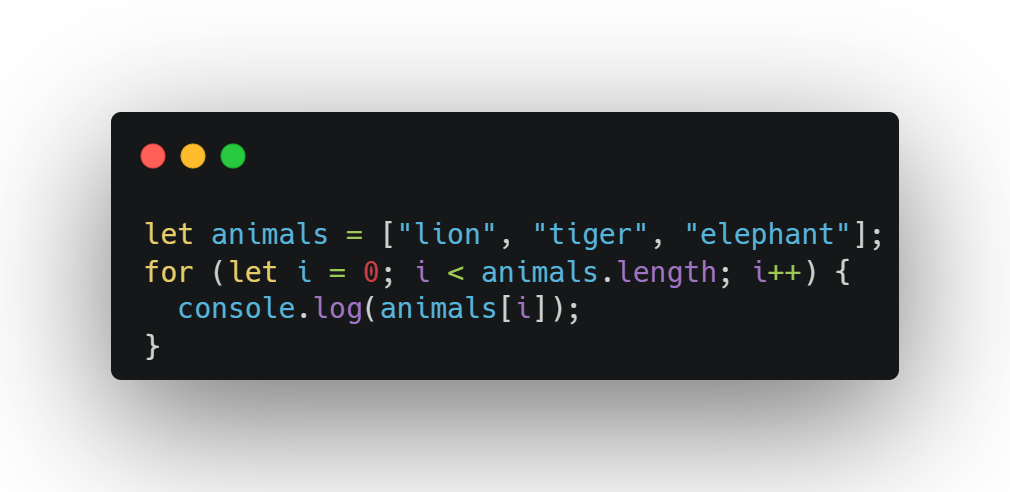 let animals = ["lion", "tiger", "elephant"];
for (let i = 0; i < animals.length; i++) {
  console.log(animals[i]);
}